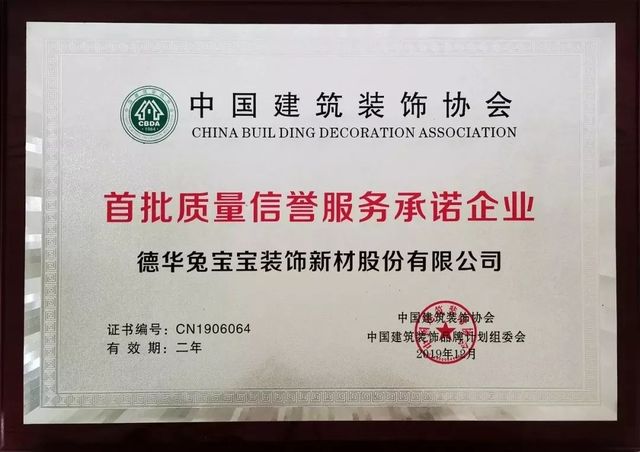 CBDA
1984
中国建筑装饰协会
CHINA BUIL DING DECORATION ASSOCIATION
首批质量信誉服务承诺企业
德华兔宝宝装饰新材股份有限公司
证书编号：CN1906064
有 效 期：二年
中国建筑装饰协会
中国建筑装饰品牌计划组委会
2019年12月